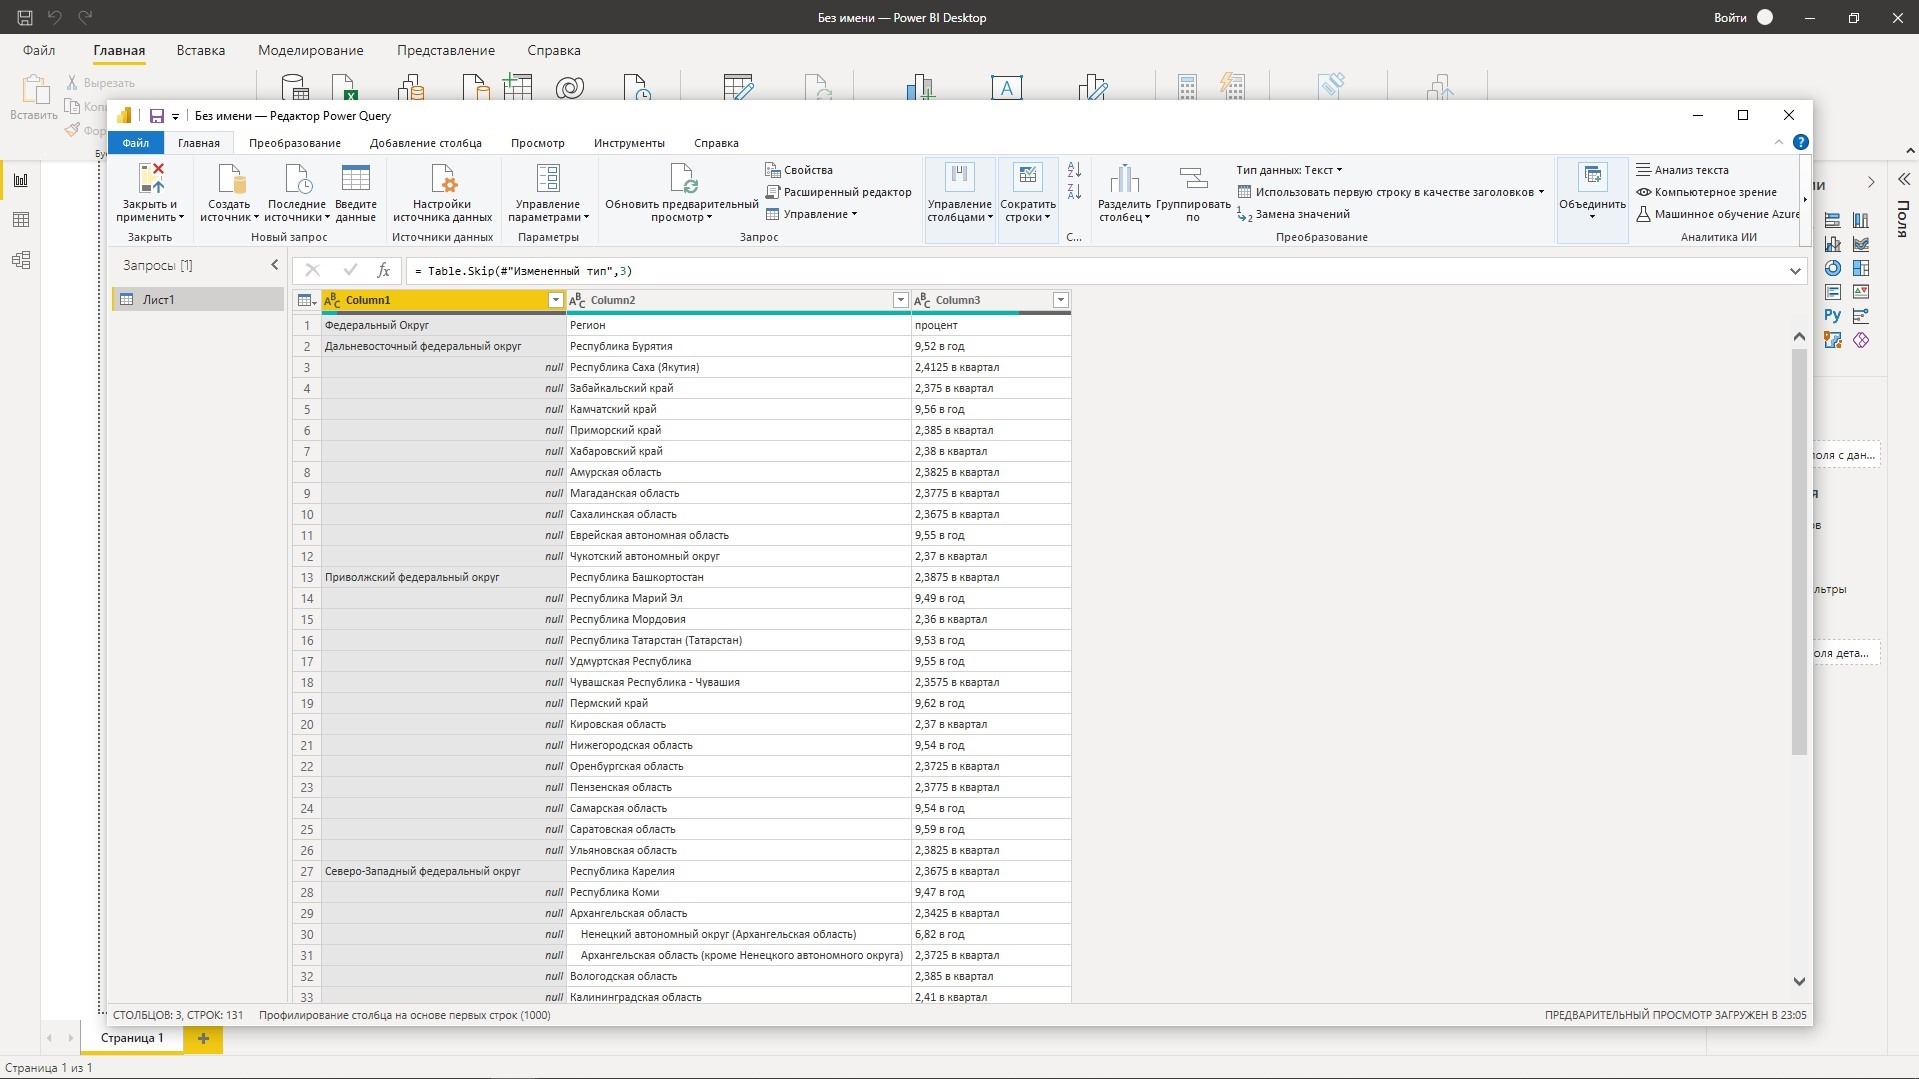 Без имени — Power BI Desktop
Войти
Файл
Главная
Вставка
Моделирование
Представление
Справка
Вставить
Вырезать
Без имени — Редактор Power Query
Файл
Главная
Преобразование
Добавление столбца
Просмотр
Инструменты
Справка
Закрыть и применить
Создать источник
Последние источники
Введите данные
Настройки источника данных
Управление параметрами
Обновить предварительный просмотр
Свойства
Расширенный редактор
Управление
Управление столбцами
Сократить строки
Разделить столбец
Группировать по
Тип данных: Текст
Использовать первую строку в качестве заголовков
Замена значений
Объединить
Анализ текста
Компьютерное зрение
Машинное обучение Azure
Закрыть
Новый запрос
Источники данных
Параметры
Запрос
С...
Преобразование
Аналитика ИИ
Поля
Запросы [1]
Лист1
= Table.Skip(#"Измененный тип",3)
Column1 Column2 Column3
1 Федеральный Округ Регион процент
2 Дальневосточный федеральный округ Республика Бурятия 9,52 в год
3 null Республика Саха (Якутия) 2,4125 в квартал
4 null Забайкальский край 2,375 в квартал
5 null Камчатский край 9,56 в год
6 null Приморский край 2,385 в квартал
7 null Хабаровский край 2,38 в квартал
8 null Амурская область 2,3825 в квартал
9 null Магаданская область 2,3775 в квартал
10 null Сахалинская область 2,3675 в квартал
11 null Еврейская автономная область 9,55 в год
12 null Чукотский автономный округ 2,37 в квартал
13 Приволжский федеральный округ Республика Башкортостан 2,3875 в квартал
14 null Республика Марий Эл 9,49 в год
15 null Республика Мордовия 2,36 в квартал
16 null Республика Татарстан (Татарстан) 9,53 в год
17 null Удмуртская Республика 9,55 в год
18 null Чувашская Республика - Чувашия 2,3575 в квартал
19 null Пермский край 9,62 в год
20 null Кировская область 2,37 в квартал
21 null Нижегородская область 9,54 в год
22 null Оренбургская область 2,3725 в квартал
23 null Пензенская область 2,3775 в квартал
24 null Самарская область 9,54 в год
25 null Саратовская область 9,59 в год
26 null Ульяновская область 2,3825 в квартал
27 Северо-Западный федеральный округ Республика Карелия 2,3675 в квартал
28 null Республика Коми 9,47 в год
29 null Архангельская область 2,3425 в квартал
30 null Ненецкий автономный округ (Архангельская область) 6,82 в год
31 null Архангельская область (кроме Ненецкого автономного округа) 2,3725 в квартал
32 null Вологодская область 2,385 в квартал
33 null Калининградская область 2,41 в квартал
СТОЛБЦОВ: 3, СТРОК: 131
Профилирование столбца на основе первых строк (1000)
ПРЕДВАРИТЕЛЬНЫЙ ПРОСМОТР ЗАГРУЖЕН В 23:05
Страница 1
Страница 1 из 1